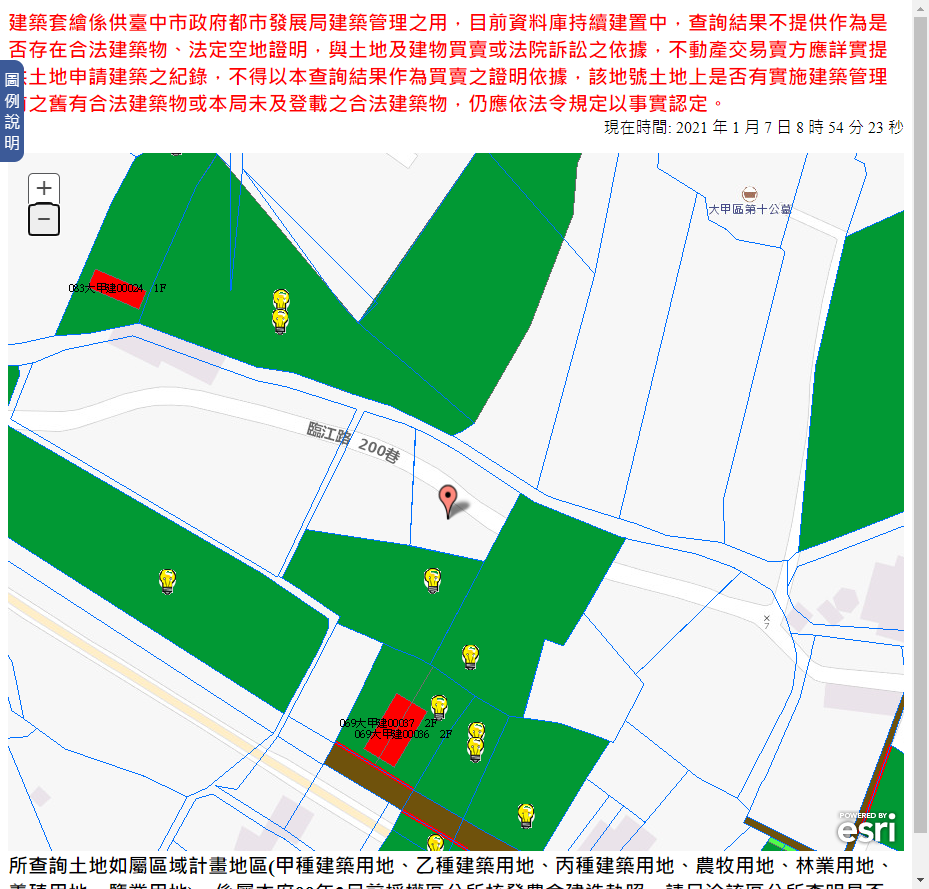 建築套繪係供臺中市政府都市發展局建築管理之用，目前資料庫持續建置中，查詢結果不提供作為是
否存在合法建築物、法定空地證明，與土地及建物買賣或法院訴訟之依據，不動產交易賣方應詳實提
土地申請建築之紀錄，不得以本查詢結果作為買賣之證明依據，該地號土地上是否有實施建築管理
之舊有合法建築物或本局未及登載之合法建築物，仍應依法令規定以事實認定。
圖例說明
現在時間: 2021 年 1 月 7 日 8 時 54 分 23 秒
+
−
大甲區第十公墓
083大甲建00024 1F
臨江路 200巷
069大甲建00037 2F
069大甲建00036 2F
POWERED BY
esri
所查詢土地如屬區域計畫地區(甲種建築用地、乙種建築用地、丙種建築用地、農牧用地、林業用地、